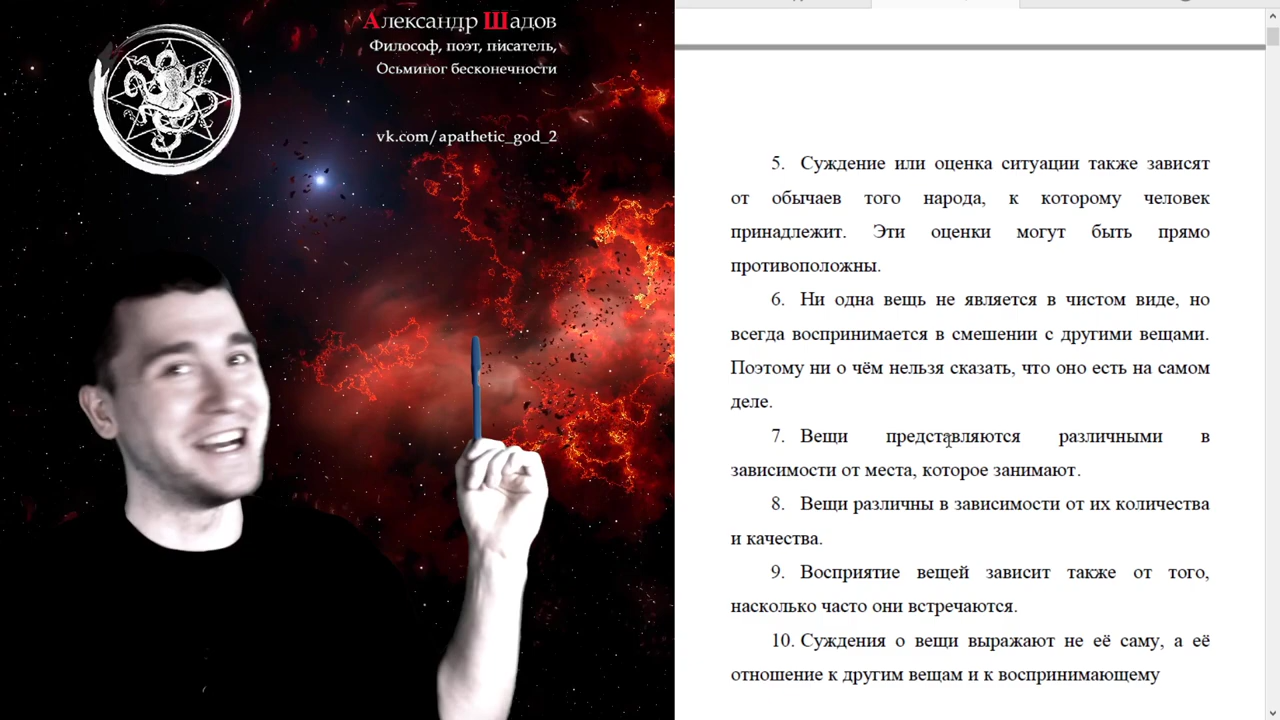 Александр Шадов
Философ, поэт, писатель,
Осьминог бесконечности
vk.com/apathetic_god_2
5. Суждение или оценка ситуации также зависят
от обычаев того народа, к которому человек
принадлежит. Эти оценки могут быть прямо
противоположны.
6. Ни одна вещь не является в чистом виде, но
всегда воспринимается в смешении с другими вещами.
Поэтому ни о чём нельзя сказать, что оно есть на самом
деле.
7. Вещи представляются различными в
зависимости от места, которое занимают.
8. Вещи различны в зависимости от их количества
и качества.
9. Восприятие вещей зависит также от того,
насколько часто они встречаются.
10. Суждения о вещи выражают не её саму, а её
отношение к другим вещам и к воспринимающему